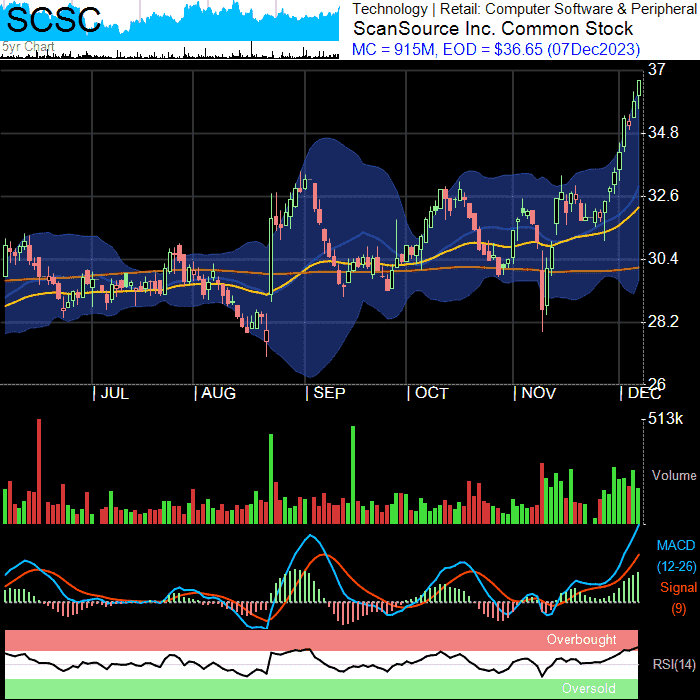 SCSC
5yr Chart
Technology | Retail: Computer Software & Peripheral
ScanSource Inc. Common Stock
MC = 915M, EOD = $36.65 (07Dec2023)
37
34.8
32.6
30.4
28.2
26
JUL AUG SEP OCT NOV DEC
513k
Volume
MACD
(12-26)
Signal
(9)
Overbought
RSI(14)
Oversold